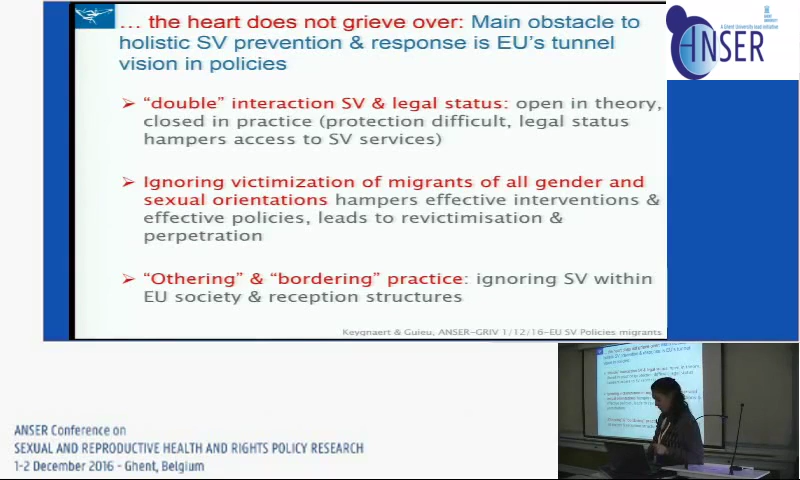 ... the heart does not grieve over: Main obstacle to
holistic SV prevention & response is EU's tunnel
vision in policies
➤ "double" interaction SV & legal status: open in theory,
closed in practice (protection difficult, legal status
hampers access to SV services)
➤ Ignoring victimization of migrants of all gender and
sexual orientations hampers effective interventions &
effective policies, leads to revictimisation &
perpetration
➤ "Othering" & "bordering" practice: ignoring SV within
EU society & reception structures
Keygnaert & Guieu, ANSER-GRIV 1/12/16-EU SV Policies migrants
A Ghent University lead initiative
ANSER
ANSER Conference on
SEXUAL AND REPRODUCTIVE HEALTH AND RIGHTS POLICY RESEARCH
1-2 December 2016 - Ghent, Belgium